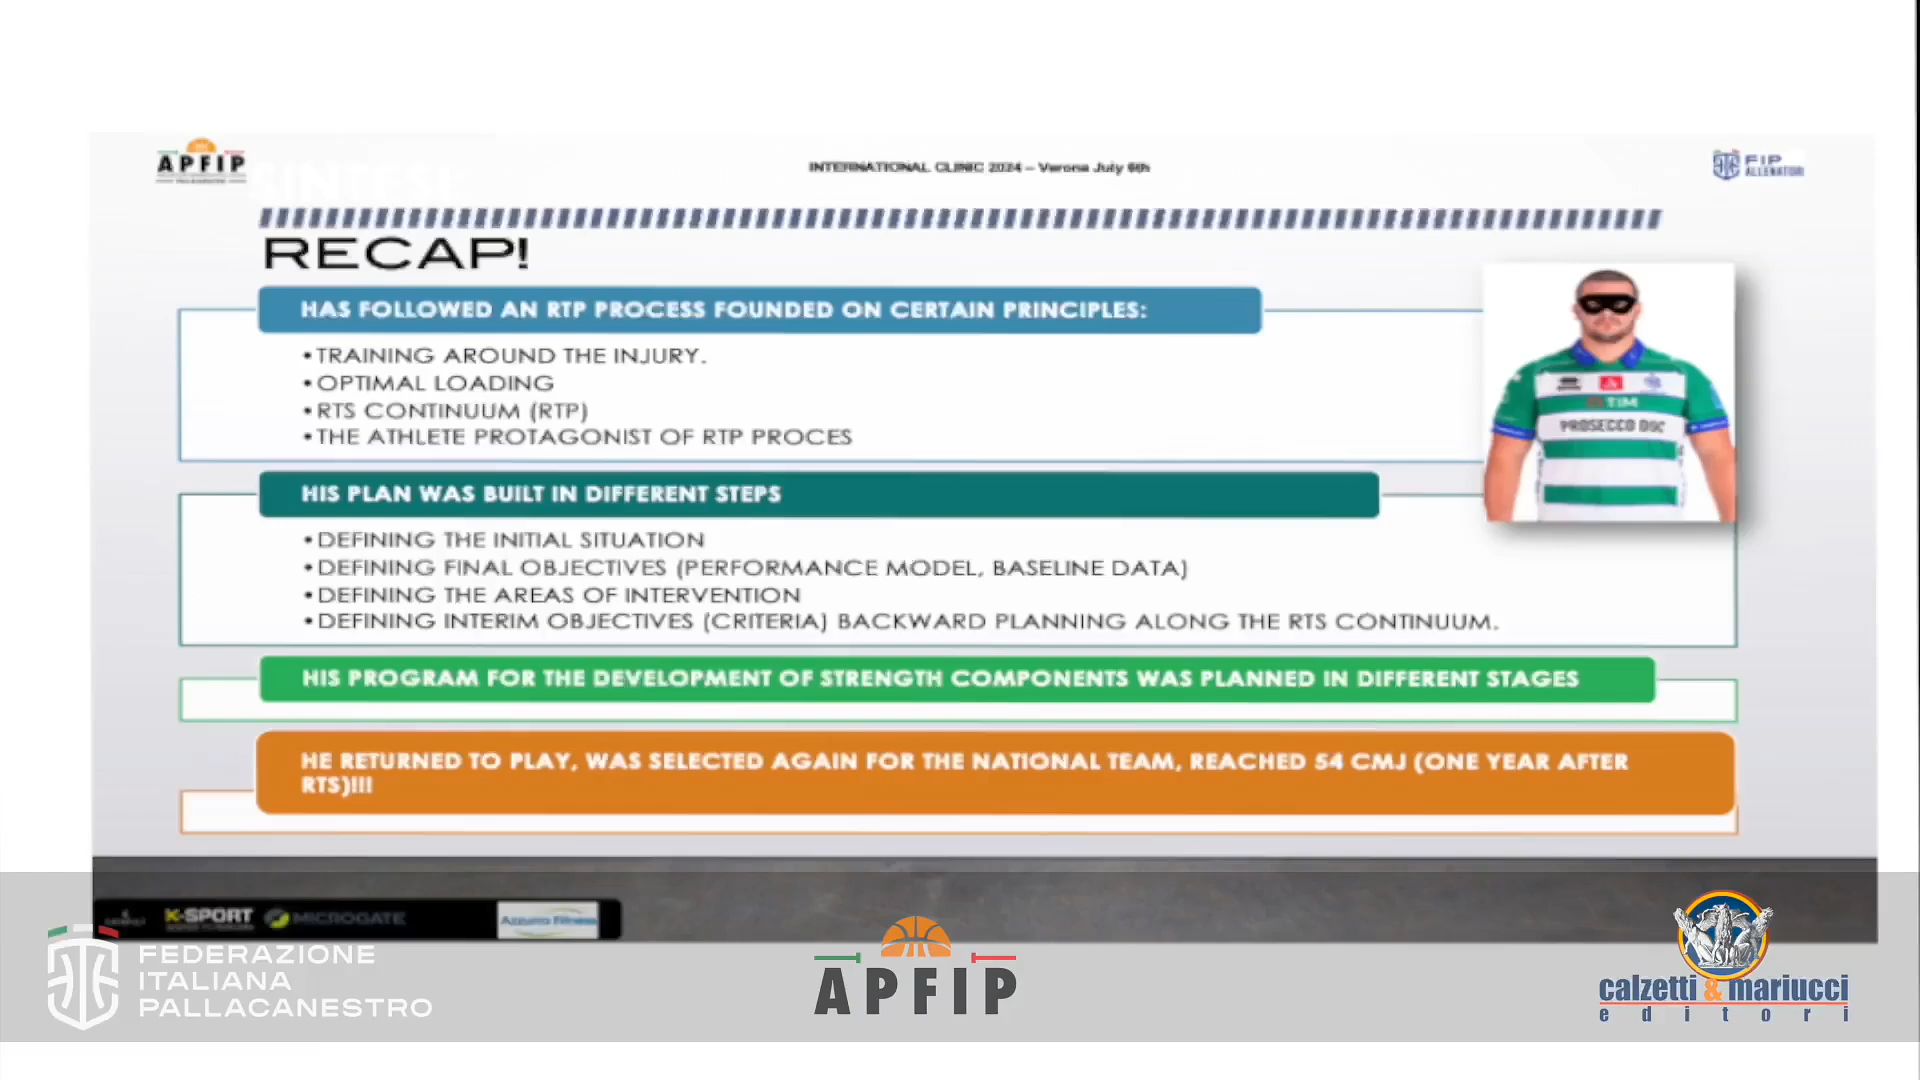 APFIP
SINTESI
INTERNATIONAL CLINIC 2024 – Verona July 6th
FIP
ALLENATORI
RECAP!
HAS FOLLOWED AN RTP PROCESS FOUNDED ON CERTAIN PRINCIPLES:
•TRAINING AROUND THE INJURY.
•OPTIMAL LOADING
•RTS CONTINUUM (RTP)
•THE ATHLETE PROTAGONIST OF RTP PROCES
TIM
PROSECCO DOC
HIS PLAN WAS BUILT IN DIFFERENT STEPS
•DEFINING THE INITIAL SITUATION
•DEFINING FINAL OBJECTIVES (PERFORMANCE MODEL, BASELINE DATA)
•DEFINING THE AREAS OF INTERVENTION
•DEFINING INTERIM OBJECTIVES (CRITERIA) BACKWARD PLANNING ALONG THE RTS CONTINUUM.
HIS PROGRAM FOR THE DEVELOPMENT OF STRENGTH COMPONENTS WAS PLANNED IN DIFFERENT STAGES
HE RETURNED TO PLAY, WAS SELECTED AGAIN FOR THE NATIONAL TEAM, REACHED 54 CMJ (ONE YEAR AFTER
RTS)!!!
K-SPORT
MICROGATE
Azzurro Fitness
FEDERAZIONE
ITALIANA
PALLACANESTRO
APFIP
calzetti & mariucci
editori